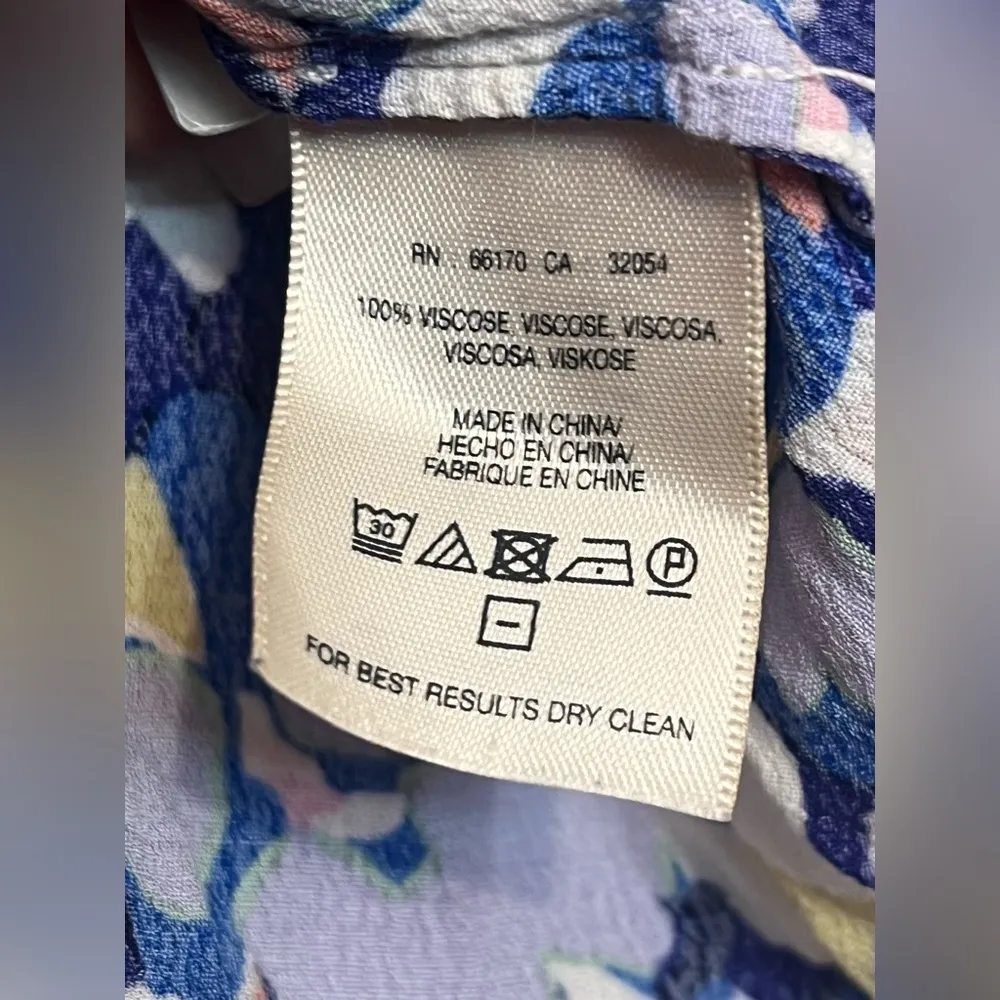 RN . 66170 CA 32054
100% VISCOSE, VISCOSE, VISCOSA,
VISCOSA, VISKOSE
MADE IN CHINA/
HECHO EN CHINA/
FABRIQUE EN CHINE
30
P
FOR BEST RESULTS DRY CLEAN